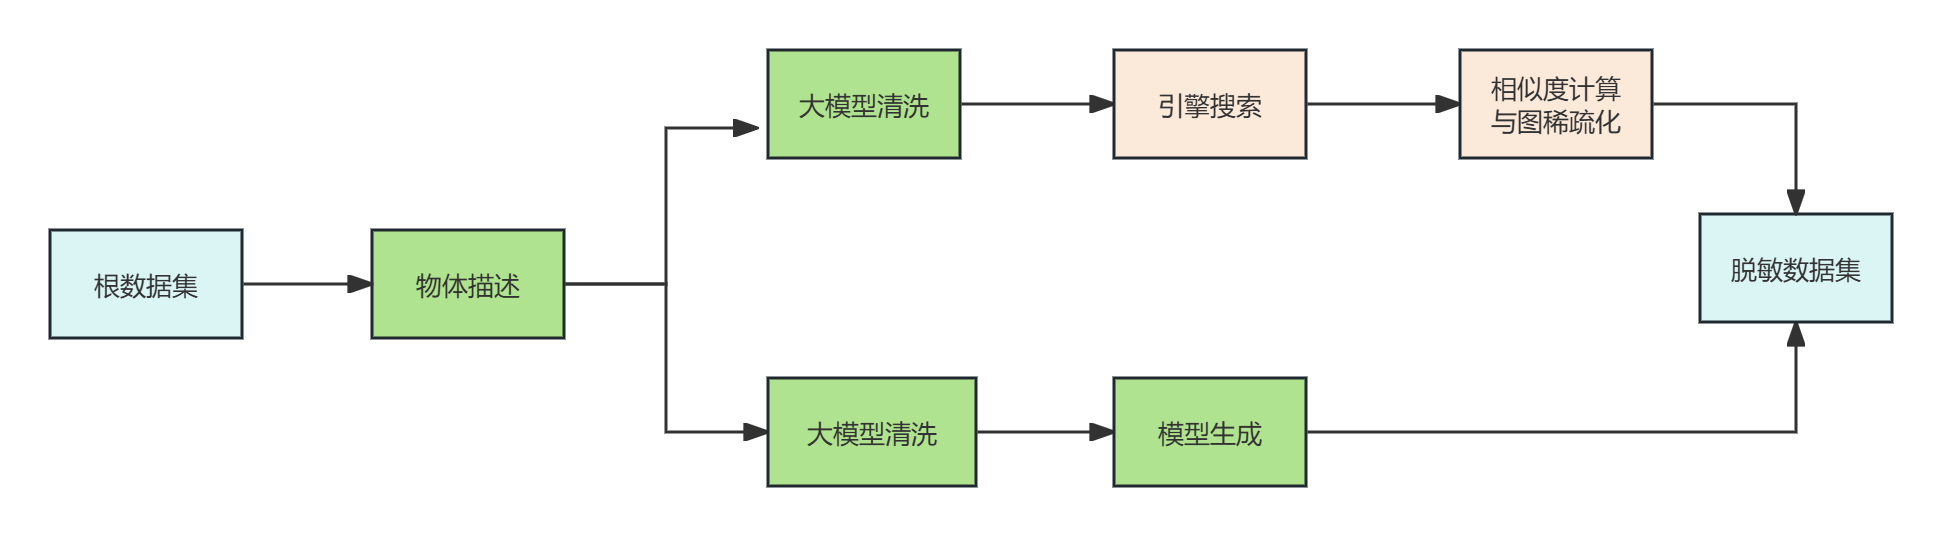 根数据集
物体描述
大模型清洗
引擎搜索
相似度计算
与图稀疏化
大模型清洗
模型生成
脱敏数据集